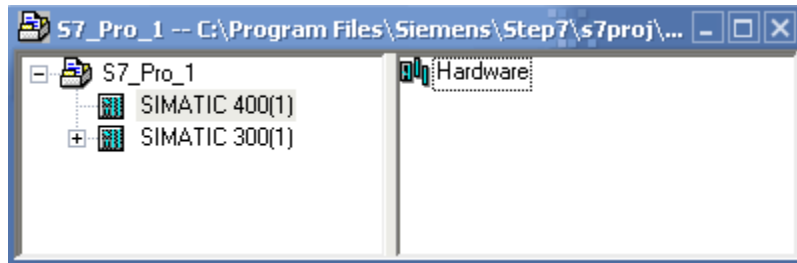 S7_Pro_1 -- C:\Program Files\Siemens\Step7\s7proj\...
S7_Pro_1
SIMATIC 400(1)
SIMATIC 300(1)
Hardware